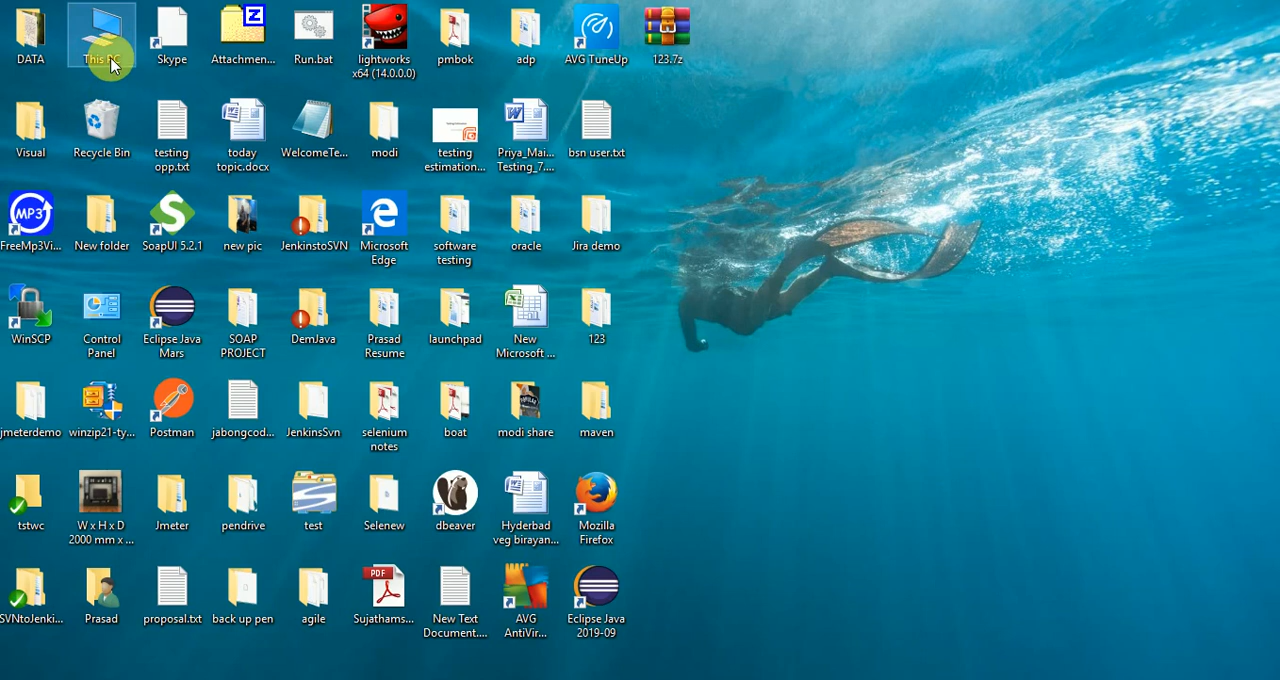 DATA
This PC
Skype
Attachmen...
Run.bat
lightworks
x64 (14.0.0.0)
pmbok
adp
AVG TuneUp
123.7z
Visual
Recycle Bin
testing
opp.txt
today
topic.docx
WelcomeTe...
modi
testing
estimation...
Priya_Mai...
Testing_7....
bsn user.txt
MP3
FreeMp3Vi...
New folder
SoapUI 5.2.1
new pic
JenkinstoSVN
Microsoft
Edge
software
testing
oracle
Jira demo
WinSCP
Control
Panel
Eclipse Java
Mars
SOAP
PROJECT
DemJava
Prasad
Resume
launchpad
New
Microsoft ...
123
jmeterdemo
winzip21-ty...
Postman
jabongcod...
JenkinsSvn
selenium
notes
boat
modi share
maven
tstwc
W x H x D
2000 mm x ...
Jmeter
pendrive
test
Selenew
dbeaver
Hyderbad
veg birayan...
Mozilla
Firefox
SVNtoJenki...
Prasad
proposal.txt
back up pen
agile
PDF
Sujathams...
New Text
Document....
AVG
AntiVir...
Eclipse Java
2019-09